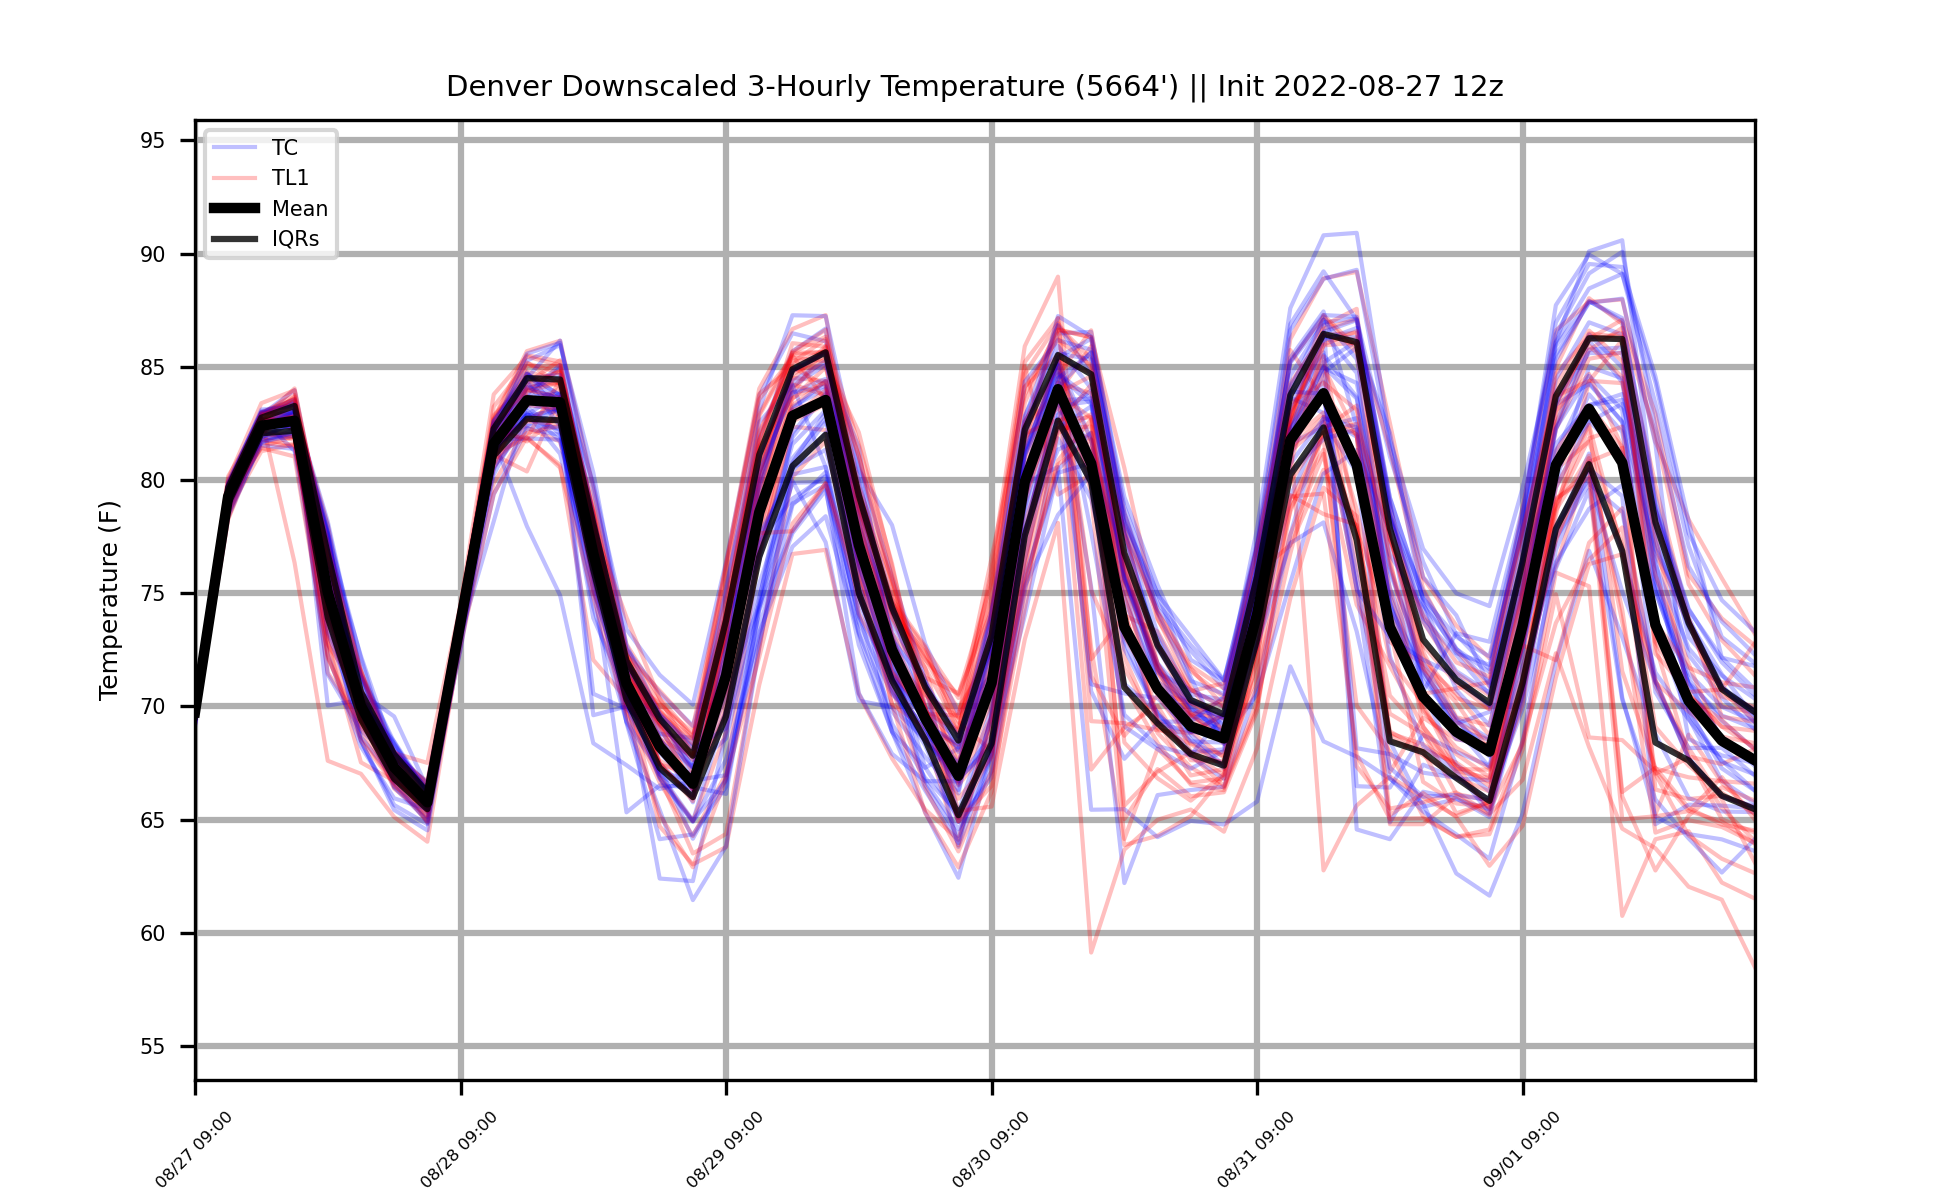 Denver Downscaled 3-Hourly Temperature (5664') || Init 2022-08-27 12z
TC
TL1
Mean
IQRs
Temperature (F)
95
90
85
80
75
70
65
60
55
08/27 09:00
08/28 09:00
08/29 09:00
08/30 09:00
08/31 09:00
09/01 09:00